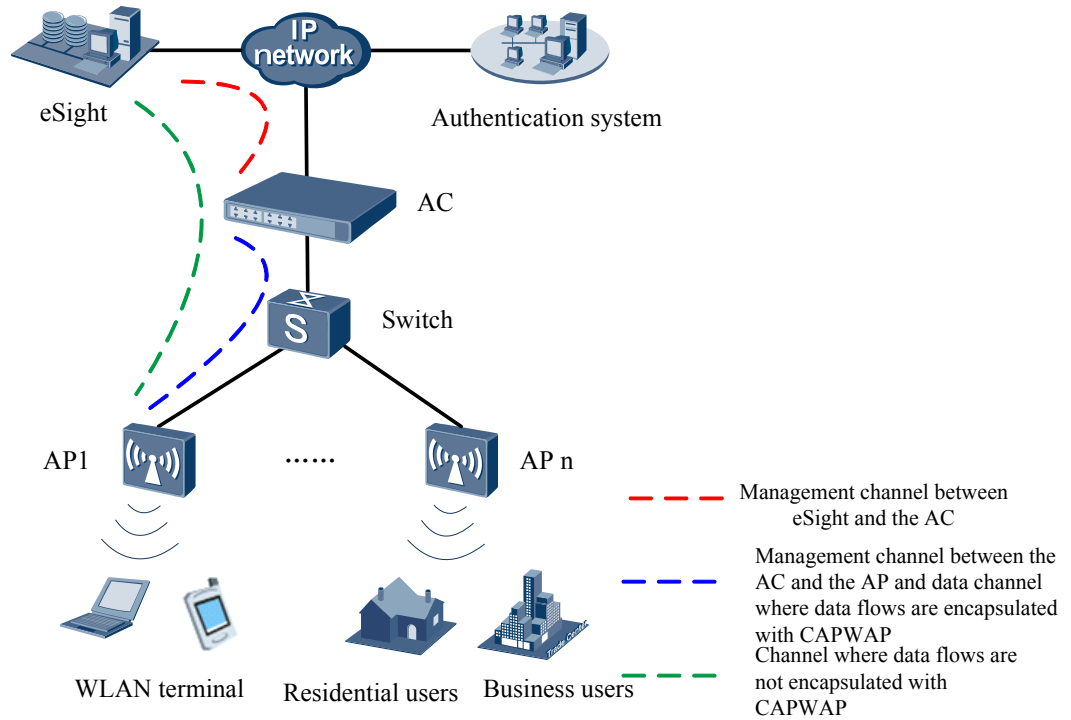 IP
network
eSight
Authentication system
AC
Switch
S
AP1
......
AP n
Management channel between
eSight and the AC
Management channel between the
AC and the AP and data channel
where data flows are encapsulated
with CAPWAP
Channel where data flows are
not encapsulated with
CAPWAP
Trade Center
WLAN terminal
Residential users
Business users